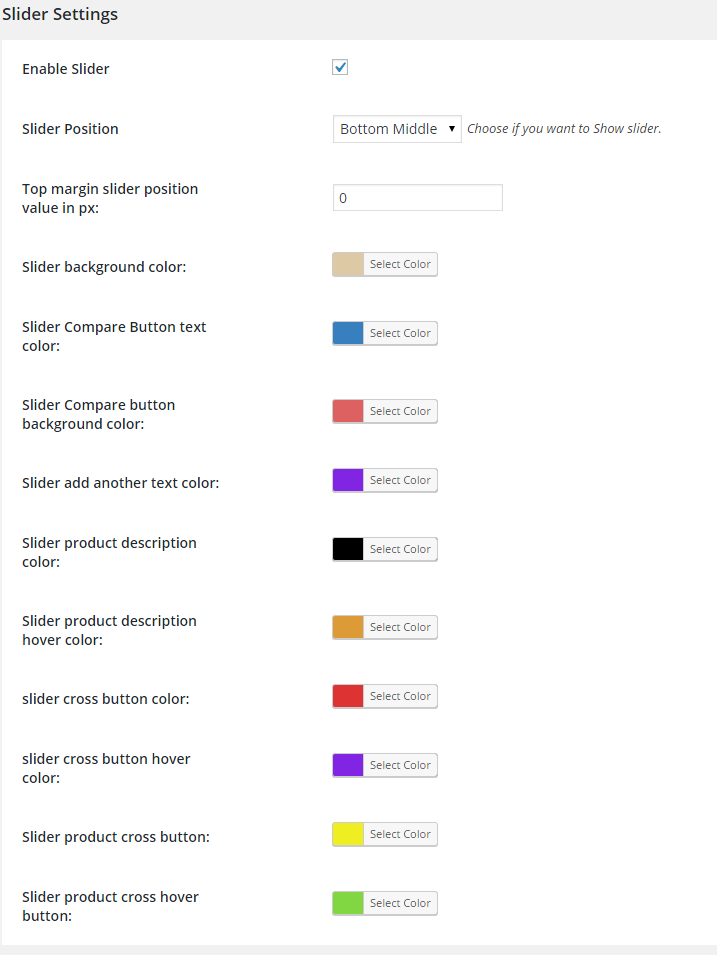 Slider Settings
Enable Slider
Slider Position
Bottom Middle
Choose if you want to Show slider.
Top margin slider position
value in px:
0
Slider background color:
Select Color
Slider Compare Button text
color:
Select Color
Slider Compare button
background color:
Select Color
Slider add another text color:
Select Color
Slider product description
color:
Select Color
Slider product description
hover color:
Select Color
slider cross button color:
Select Color
slider cross button hover
color:
Select Color
Slider product cross button:
Select Color
Slider product cross hover
button:
Select Color